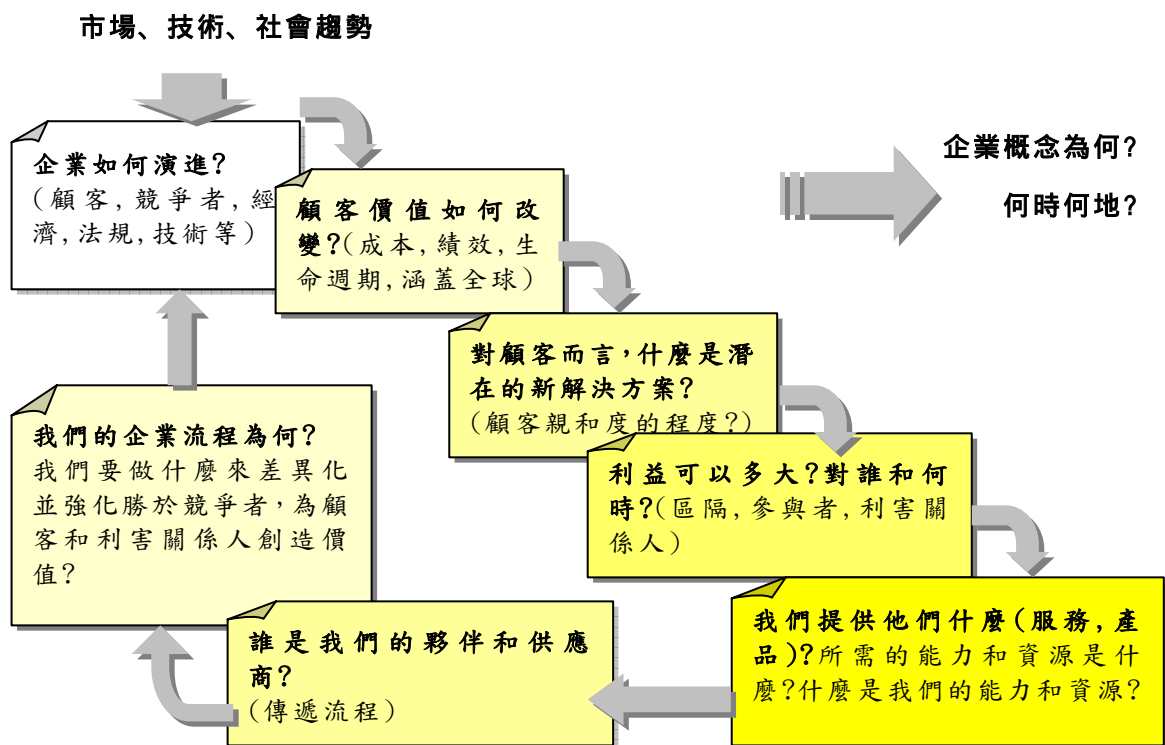 市場、技術、社會趨勢
企業如何演進?
(顧客,競爭者,經
濟,法規,技術等)
顧客價值如何改
變?(成本,績效,生
命週期,涵蓋全球)
企業概念為何?
何時何地?
對顧客而言,什麼是潛
在的新解決方案?
(顧客親和度的程度?)
利益可以多大?對誰和何
時?(區隔,參與者,利害關
係人)
我們提供他們什麼(服務,產
品)?所需的能力和資源是什
麼?什麼是我們的能力和資源?
誰是我們的夥伴和供應
商?
(傳遞流程)
我們的企業流程為何?
我們要做什麼來差異化
並強化勝於競爭者,為顧
客和利害關係人創造價
值?